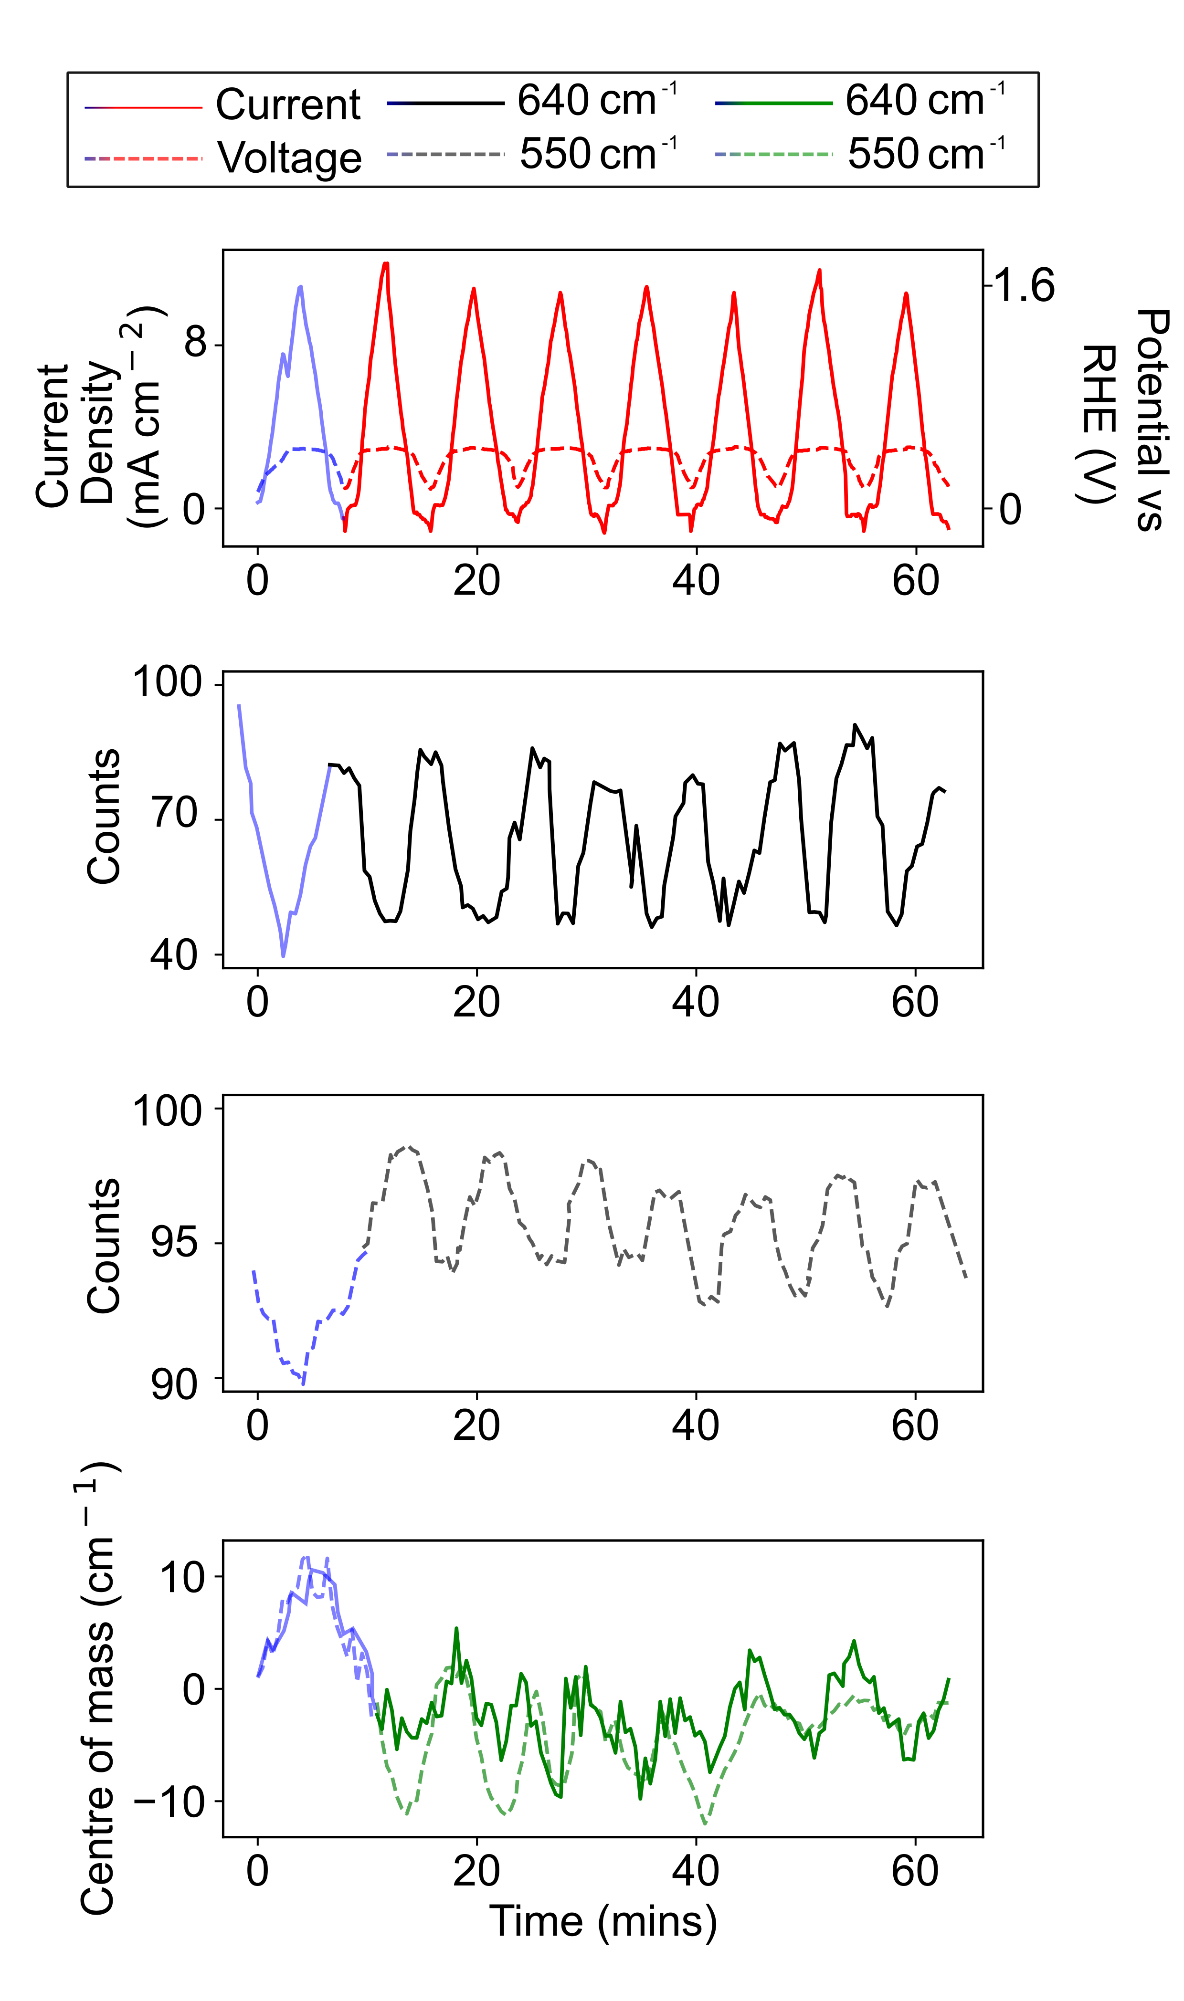 Current 640 cm⁻¹ 640 cm⁻¹
Voltage 550 cm⁻¹ 550 cm⁻¹
Current
Density
(mA cm⁻²)
8
0
1.6
0
Potential vs
RHE (V)
0 20 40 60
Counts
100
70
40
0 20 40 60
Counts
100
95
90
0 20 40 60
Centre of mass (cm⁻¹)
10
0
−10
0 20 40 60
Time (mins)